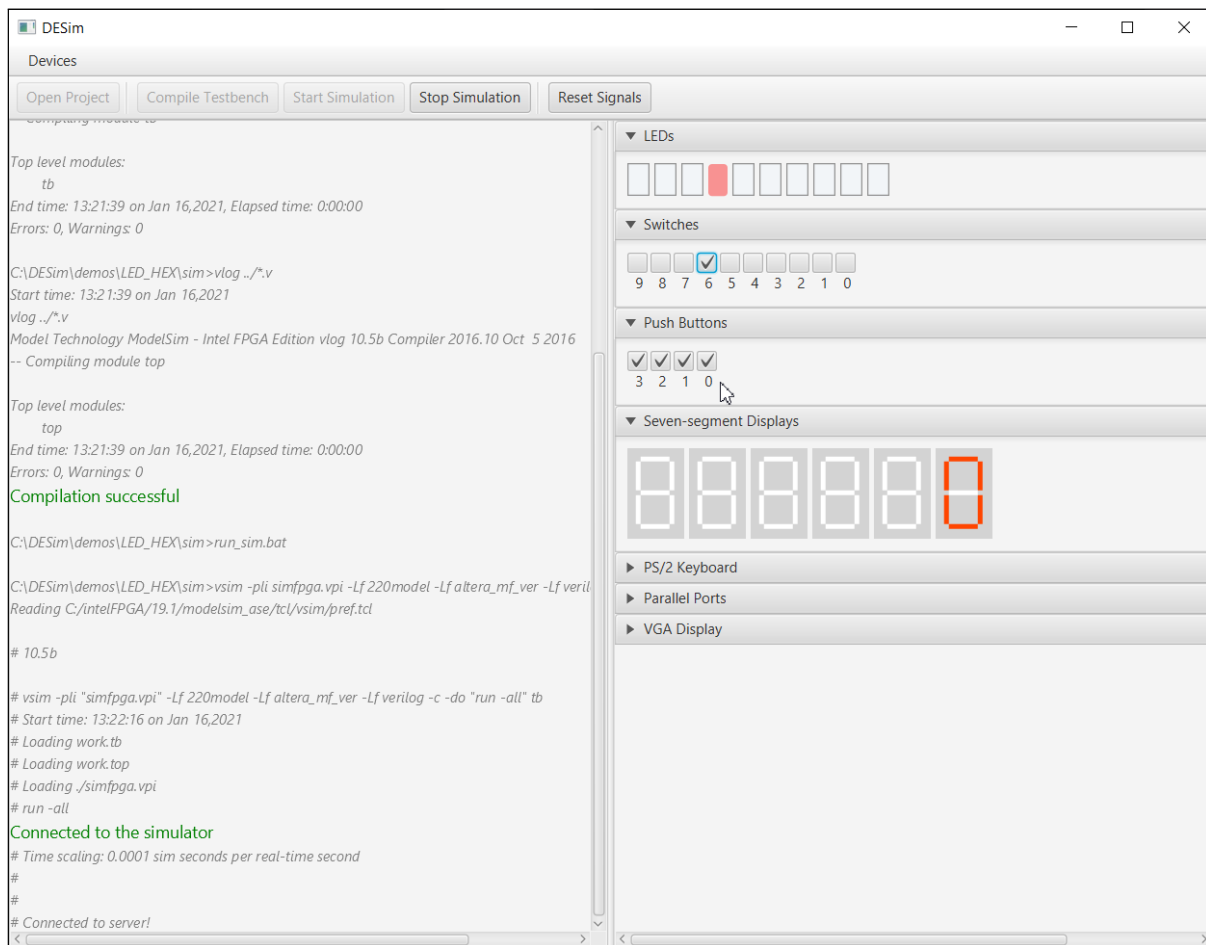 DESim
Devices
Open Project Compile Testbench Start Simulation Stop Simulation Reset Signals
-- Compiling module tb
Top level modules:
tb
End time: 13:21:39 on Jan 16,2021, Elapsed time: 0:00:00
Errors: 0, Warnings: 0
C:\DESim\demos\LED_HEX\sim>vlog ../*.v
Start time: 13:21:39 on Jan 16,2021
vlog ../*.v
Model Technology ModelSim - Intel FPGA Edition vlog 10.5b Compiler 2016.10 Oct  5 2016
-- Compiling module top
Top level modules:
top
End time: 13:21:39 on Jan 16,2021, Elapsed time: 0:00:00
Errors: 0, Warnings: 0
Compilation successful
C:\DESim\demos\LED_HEX\sim>run_sim.bat
C:\DESim\demos\LED_HEX\sim>vsim -pli simfpga.vpi -Lf 220model -Lf altera_mf_ver -Lf veril
Reading C:/intelFPGA/19.1/modelsim_ase/tcl/vsim/pref.tcl
# 10.5b
# vsim -pli "simfpga.vpi" -Lf 220model -Lf altera_mf_ver -Lf verilog -c -do "run -all" tb
# Start time: 13:22:16 on Jan 16,2021
# Loading work.tb
# Loading work.top
# Loading ./simfpga.vpi
# run -all
Connected to the simulator
# Time scaling: 0.0001 sim seconds per real-time second
#
#
# Connected to server!
LEDs
Switches
9 8 7 6 5 4 3 2 1 0
Push Buttons
3 2 1 0
Seven-segment Displays
0
PS/2 Keyboard
Parallel Ports
VGA Display